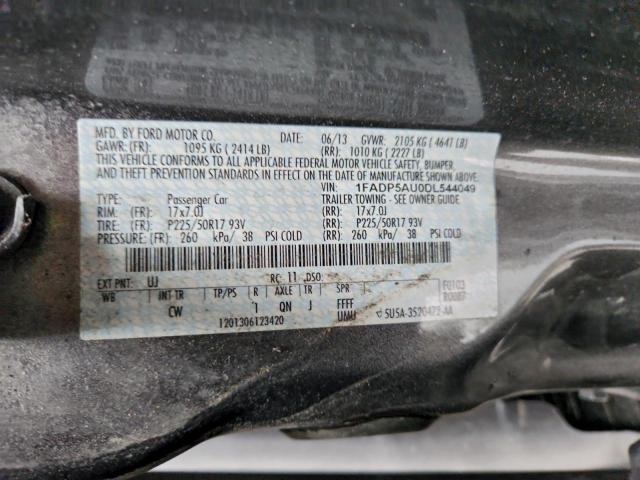 MFD. BY FORD MOTOR CO. DATE: 06/13 GVWR: 2105 KG ( 4641 LB)
GAWR: (FR): 1095 KG ( 2414 LB) (RR): 1010 KG ( 2227 LB)
THIS VEHICLE CONFORMS TO ALL APPLICABLE FEDERAL MOTOR VEHICLE SAFETY, BUMPER,
AND THEFT PREVENTION STANDARDS IN EFFECT ON THE DATE OF MANUFACTURE SHOWN ABOVE.
VIN: 1FADP5AU0DL544049
TYPE: Passenger Car TRAILER TOWING - SEE OWNER GUIDE
RIM: (FR): 17x7.0J (RR): 17x7.0J
TIRE: (FR): P225/50R17 93V (RR): P225/50R17 93V
PRESSURE: (FR): 260 kPa/ 38 PSI COLD (RR): 260 kPa/ 38 PSI COLD
EXT PNT: UJ RC: 11 DSO: F0103
WB INT TR TP/PS R AXLE TR SPR R0087
CW 1 QN J FFFF
1201306123420 UMU 5U5A-3520472-AA